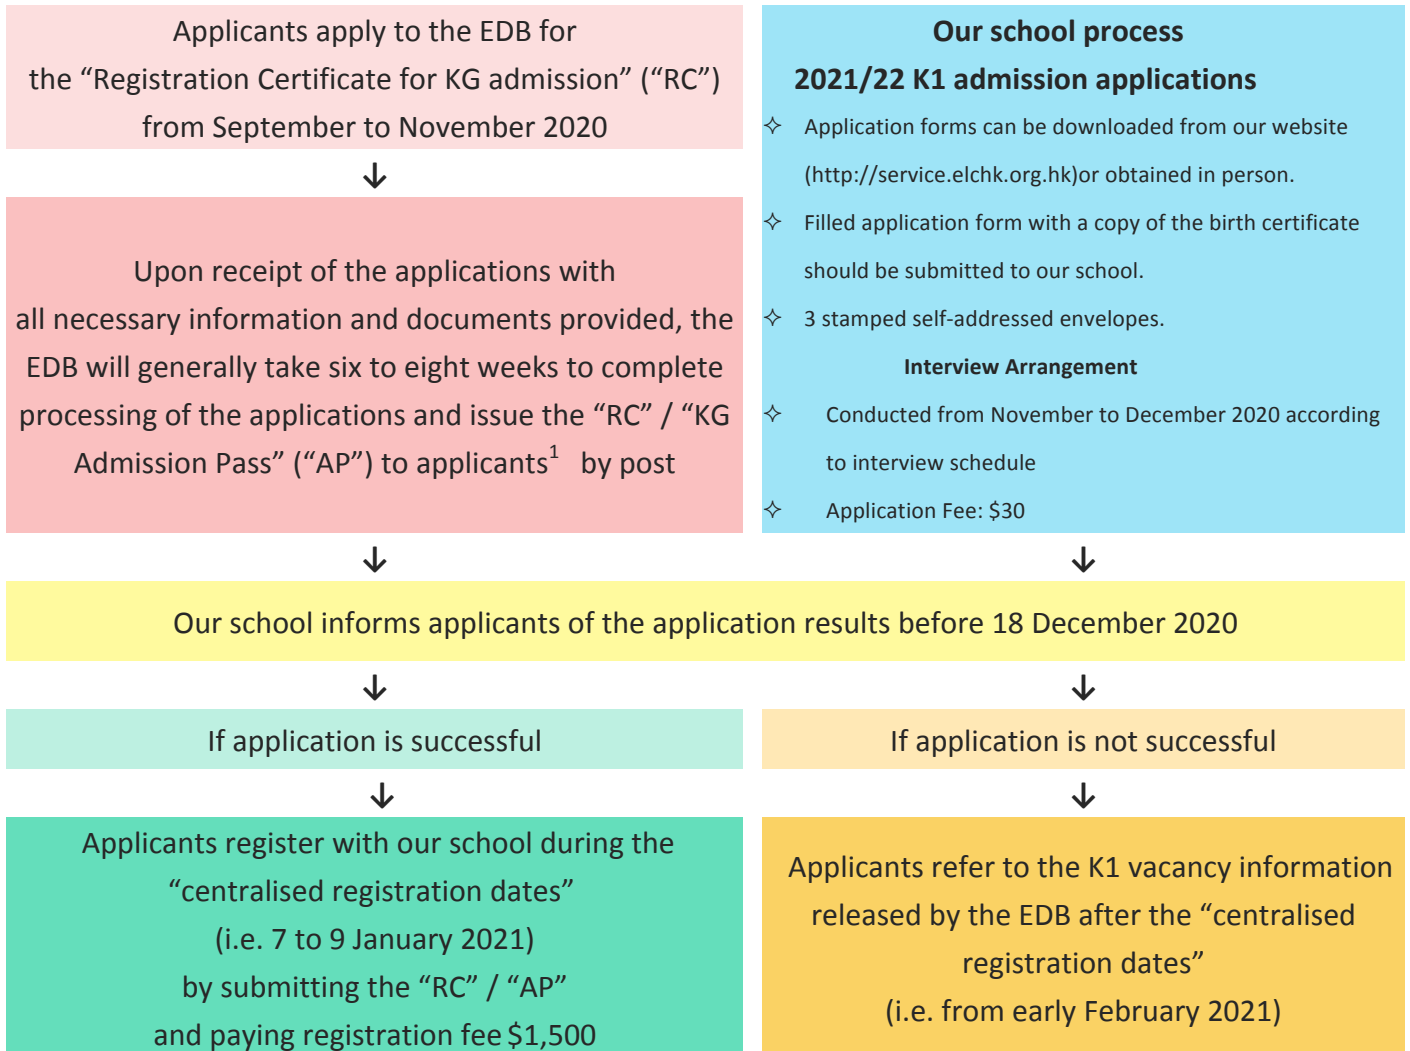 Applicants apply to the EDB for
the “Registration Certificate for KG admission” (“RC”)
from September to November 2020
↓
Upon receipt of the applications with
all necessary information and documents provided, the
EDB will generally take six to eight weeks to complete
processing of the applications and issue the “RC” / “KG
Admission Pass” (“AP”) to applicants¹ by post
↓
Our school process
2021/22 K1 admission applications
✧ Application forms can be downloaded from our website
(http://service.elchk.org.hk)or obtained in person.
✧ Filled application form with a copy of the birth certificate
should be submitted to our school.
✧ 3 stamped self-addressed envelopes.
Interview Arrangement
✧ Conducted from November to December 2020 according
to interview schedule
✧ Application Fee: $30
↓
Our school informs applicants of the application results before 18 December 2020
↓
If application is successful
↓
Applicants register with our school during the
“centralised registration dates”
(i.e. 7 to 9 January 2021)
by submitting the “RC” / “AP”
and paying registration fee $1,500
↓
If application is not successful
↓
Applicants refer to the K1 vacancy information
released by the EDB after the “centralised
registration dates”
(i.e. from early February 2021)